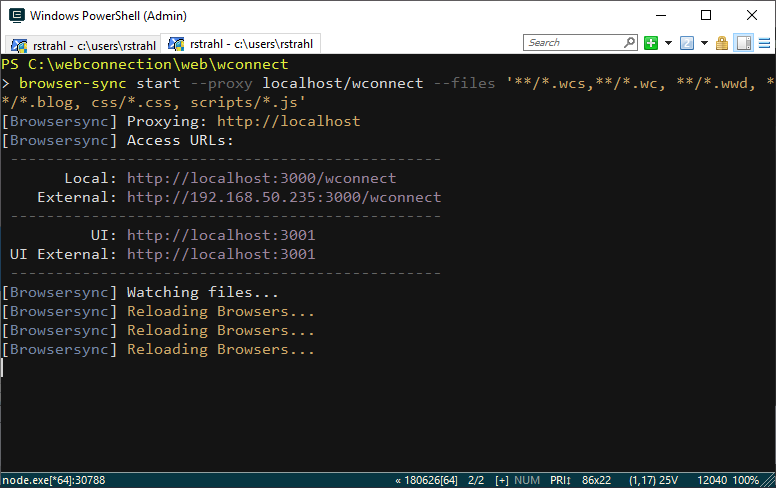 Windows PowerShell (Admin)
rstrahl - c:\users\rstrahl rstrahl - c:\users\rstrahl Search
PS C:\webconnection\web\wconnect
> browser-sync start --proxy localhost/wconnect --files '**/*.wcs,**/*.wc, **/*.wwd, *
*/*.blog, css/*.css, scripts/*.js'
[Browsersync] Proxying: http://localhost
[Browsersync] Access URLs:
------------------------------------------------
Local: http://localhost:3000/wconnect
External: http://192.168.50.235:3000/wconnect
------------------------------------------------
UI: http://localhost:3001
UI External: http://localhost:3001
------------------------------------------------
[Browsersync] Watching files...
[Browsersync] Reloading Browsers...
[Browsersync] Reloading Browsers...
[Browsersync] Reloading Browsers...
node.exe[*64]:30788 « 180626[64] 2/2 [+] NUM PRI↕ 86x22 (1,17) 25V 12040 100%